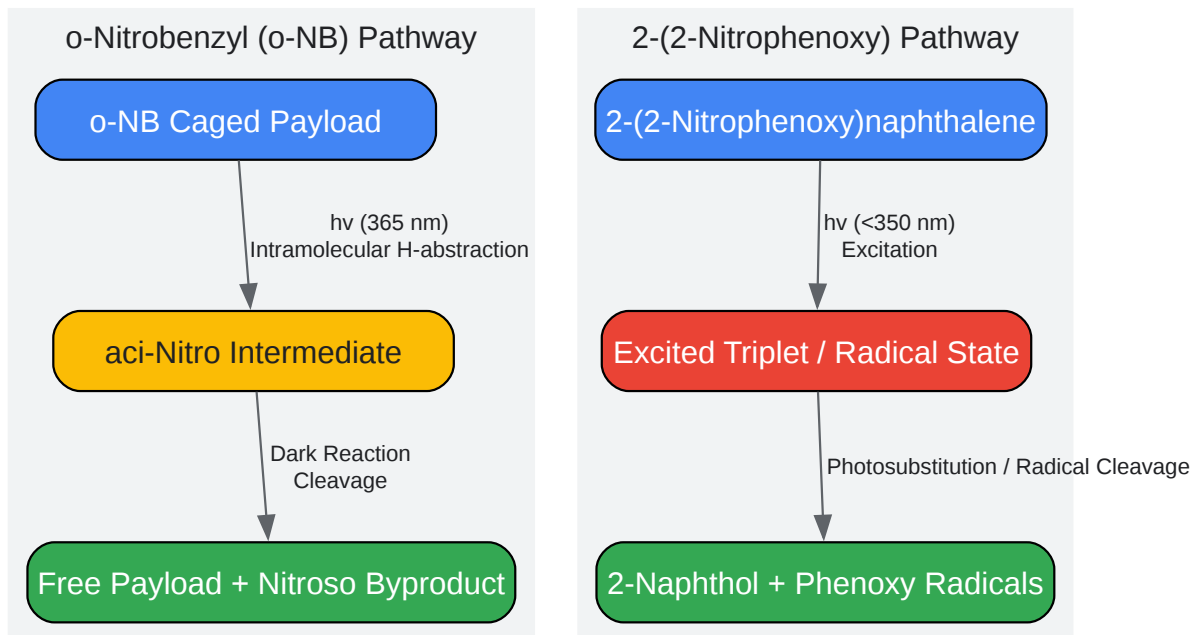 o-Nitrobenzyl (o-NB) Pathway
o-NB Caged Payload
hv (365 nm)
Intramolecular H-abstraction
aci-Nitro Intermediate
Dark Reaction
Cleavage
Free Payload + Nitroso Byproduct
2-(2-Nitrophenoxy) Pathway
2-(2-Nitrophenoxy)naphthalene
hv (<350 nm)
Excitation
Excited Triplet / Radical State
Photosubstitution / Radical Cleavage
2-Naphthol + Phenoxy Radicals